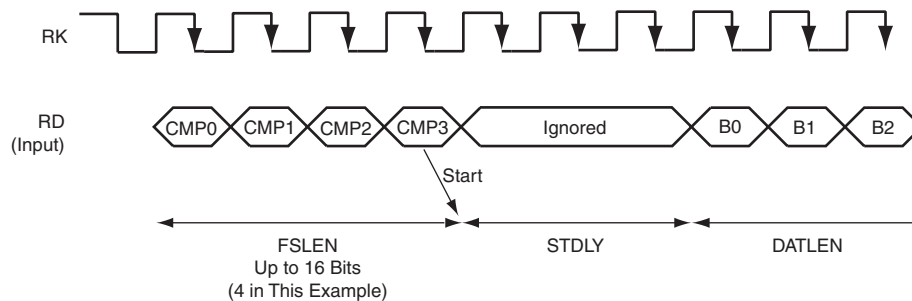 RK
RD
(Input)
CMP0 CMP1 CMP2 CMP3 Ignored B0 B1 B2
Start
FSLEN STDLY DATLEN
Up to 16 Bits
(4 in This Example)